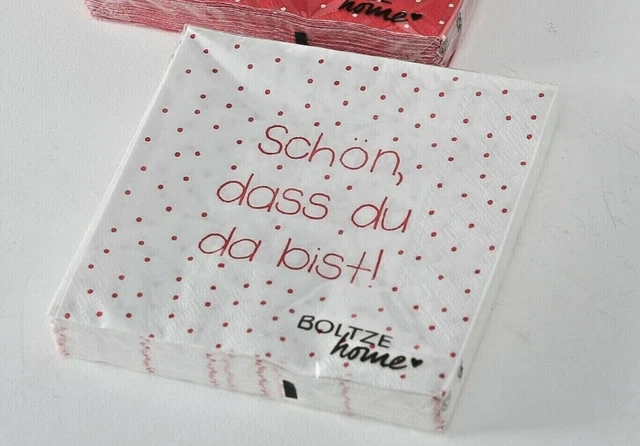 home
Schön,
dass du
da bist!
BOLTZE
home